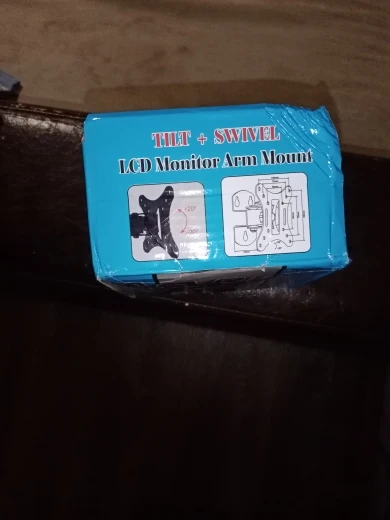 TILT + SWIVEL
LCD Monitor Arm Mount